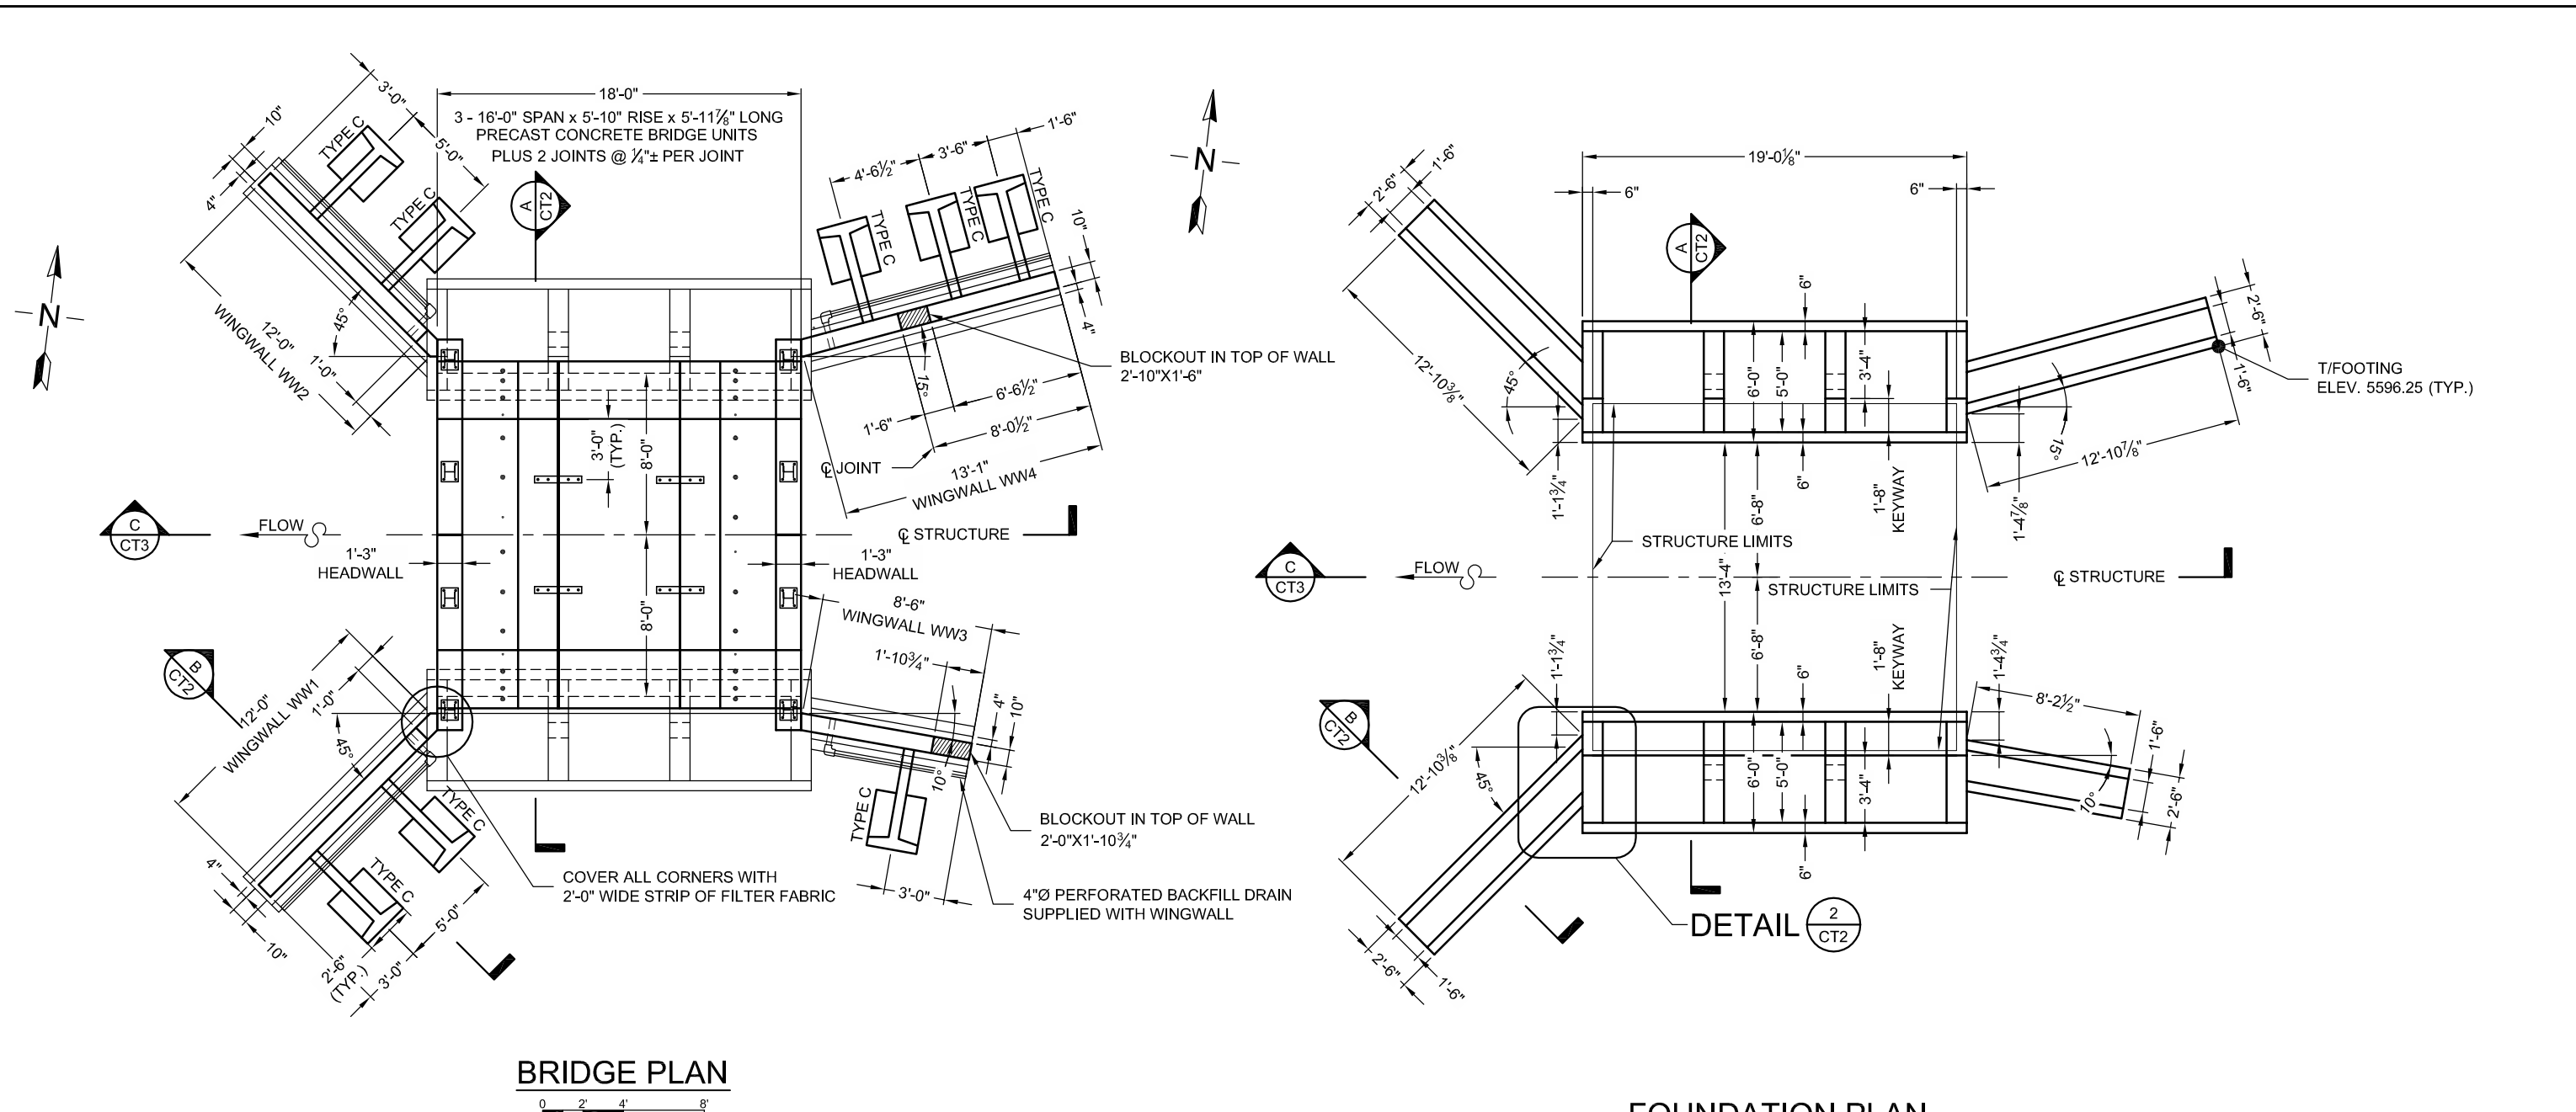 18'-0"
3 - 16'-0" SPAN x 5'-10" RISE x 5'-11⅞" LONG
PRECAST CONCRETE BRIDGE UNITS
PLUS 2 JOINTS @ ¼"± PER JOINT
3'-0"
10"
TYPE C
5'-0"
4"
TYPE C
A
CT2
N
45°
12'-0"
WINGWALL WW2
1'-0"
1'-6"
3'-6"
4'-6½"
TYPE C
TYPE C
TYPE C
10"
4"
15°
BLOCKOUT IN TOP OF WALL
2'-10"X1'-6"
6'-6½"
1'-6"
8'-0½"
℄ JOINT
13'-1"
WINGWALL WW4
3'-0"
(TYP.)
8'-0"
C
CT3
FLOW
℄ STRUCTURE
1'-3"
HEADWALL
1'-3"
HEADWALL
8'-0"
8'-6"
WINGWALL WW3
1'-10¾"
4"
10"
10°
B
CT2
12'-0"
WINGWALL WW1
1'-0"
45°
TYPE C
TYPE C
TYPE C
4"
10"
2'-6"
(TYP.)
3'-0"
5'-0"
3'-0"
BLOCKOUT IN TOP OF WALL
2'-0"X1'-10¾"
COVER ALL CORNERS WITH
2'-0" WIDE STRIP OF FILTER FABRIC
4"Ø PERFORATED BACKFILL DRAIN
SUPPLIED WITH WINGWALL
BRIDGE PLAN
0 2' 4' 8'
N
19'-0⅛"
6"
6"
1'-6"
2'-6"
A
CT2
12'-10⅜"
45°
1'-1¾"
6"
6'-0"
5'-0"
3'-4"
6"
1'-8"
KEYWAY
2'-6"
1'-6"
T/FOOTING
ELEV. 5596.25 (TYP.)
15°
12'-10⅞"
1'-4⅞"
6'-8"
13'-4"
STRUCTURE LIMITS
C
CT3
FLOW
℄ STRUCTURE
STRUCTURE LIMITS
6'-8"
1'-1¾"
6"
1'-8"
KEYWAY
1'-4¾"
8'-2½"
1'-6"
2'-6"
10°
B
CT2
12'-10⅜"
45°
6'-0"
5'-0"
3'-4"
6"
2'-6"
1'-6"
DETAIL
2
CT2
FOUNDATION PLAN